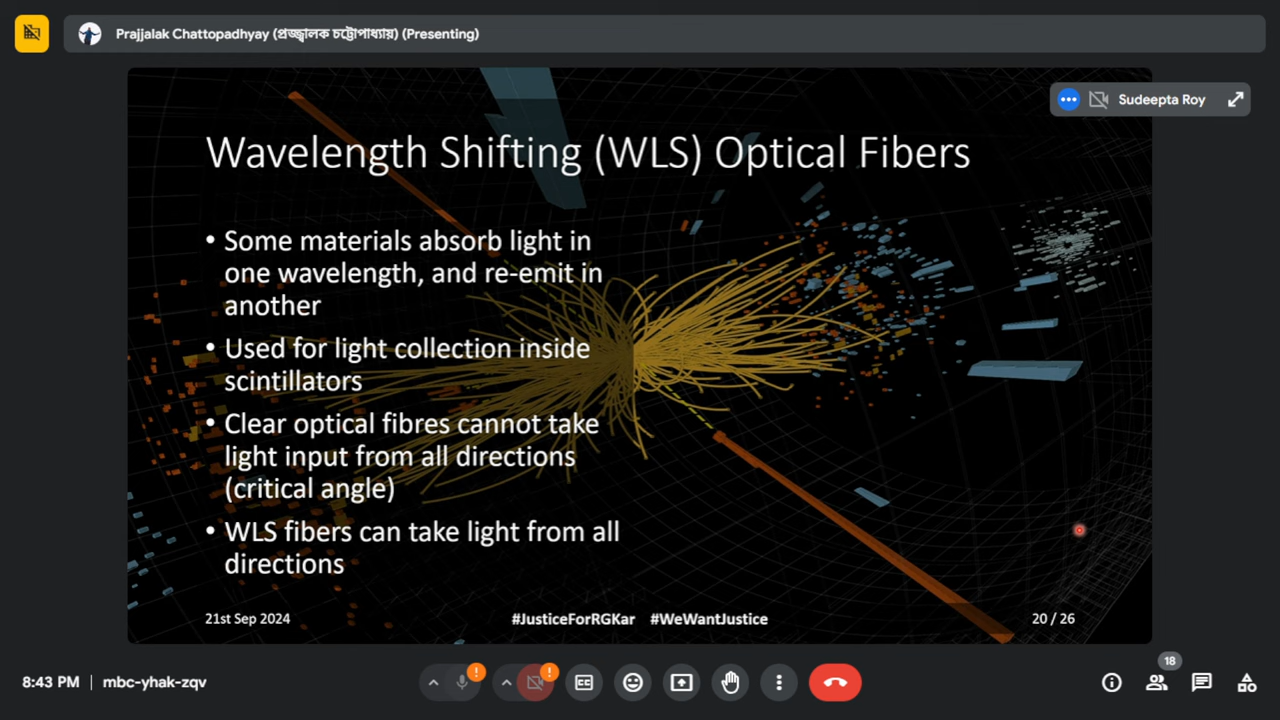 Prajjalak Chattopadhyay (প্রজ্জ্বালক চট্টোপাধ্যায়) (Presenting)
Sudeepta Roy
Wavelength Shifting (WLS) Optical Fibers
• Some materials absorb light in
one wavelength, and re-emit in
another
• Used for light collection inside
scintillators
• Clear optical fibres cannot take
light input from all directions
(critical angle)
• WLS fibers can take light from all
directions
21st Sep 2024
#JusticeForRGKar #WeWantJustice
20 / 26
8:43 PM | mbc-yhak-zqv
18